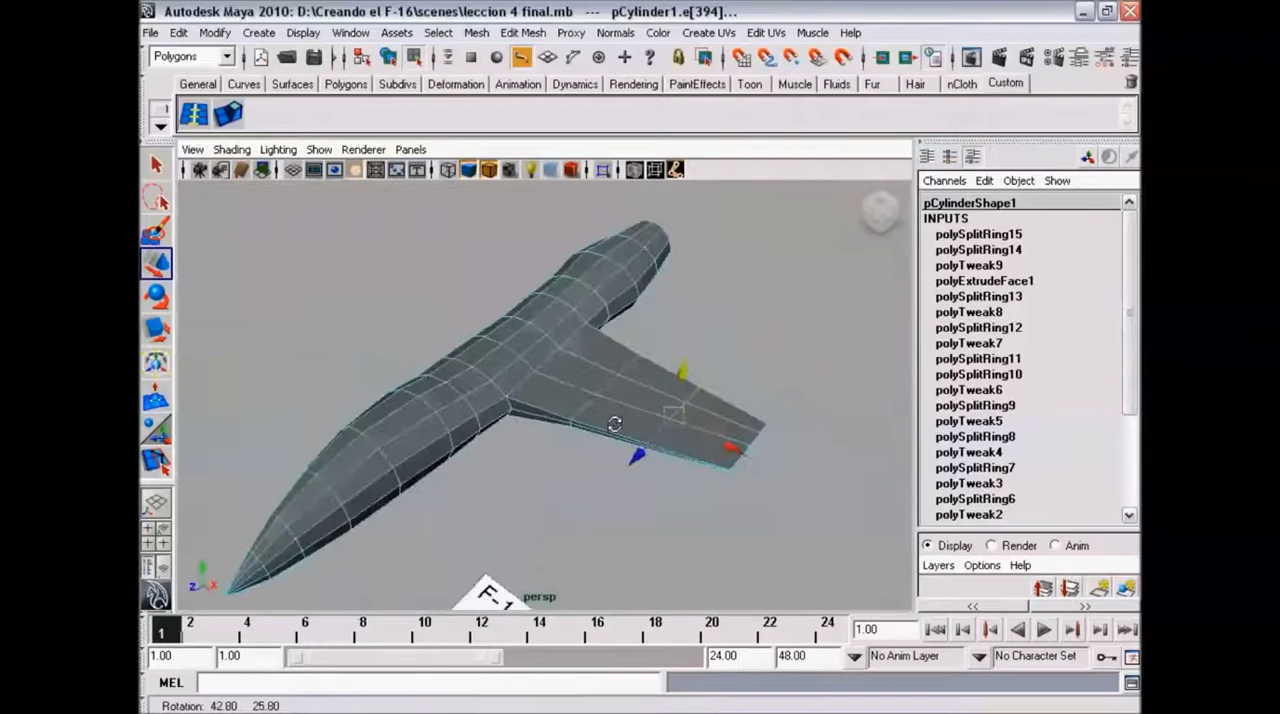 Autodesk Maya 2010: D:\Creando el F-16\scenes\leccion 4 final.mb --- pCylinder1.e[394]...
File Edit Modify Create Display Window Assets Select Mesh Edit Mesh Proxy Normals Color Create UVs Edit UVs Muscle Help
Polygons
General Curves Surfaces Polygons Subdivs Deformation Animation Dynamics Rendering PaintEffects Toon Muscle Fluids Fur Hair nCloth Custom
View Shading Lighting Show Renderer Panels
Channels Edit Object Show
pCylinderShape1
INPUTS
polySplitRing15
polySplitRing14
polyTweak9
polyExtrudeFace1
polySplitRing13
polyTweak8
polySplitRing12
polyTweak7
polySplitRing11
polySplitRing10
polyTweak6
polySplitRing9
polyTweak5
polySplitRing8
polyTweak4
polySplitRing7
polyTweak3
polySplitRing6
polyTweak2
Display Render Anim
Layers Options Help
z x
F-1
persp
1 2 4 6 8 10 12 14 16 18 20 22 24 1.00
1.00 1.00 24.00 48.00 No Anim Layer No Character Set
MEL
Rotation: 42.80 25.80